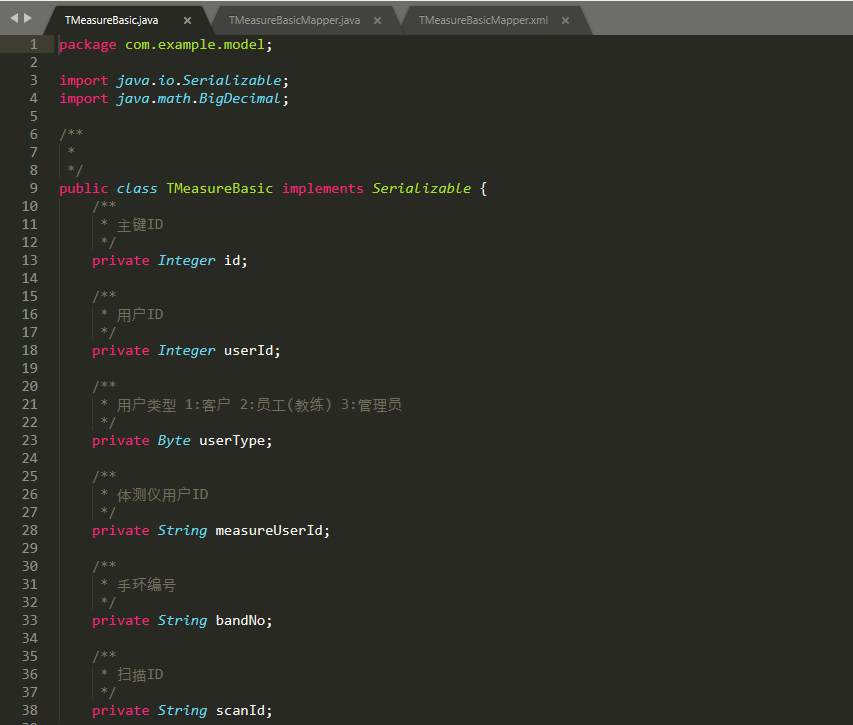 TMeasureBasic.java × TMeasureBasicMapper.java × TMeasureBasicMapper.xml ×
1 package com.example.model;
2
3 import java.io.Serializable;
4 import java.math.BigDecimal;
5
6 /**
7 *
8 */
9 public class TMeasureBasic implements Serializable {
10 /**
11 * 主键ID
12 */
13 private Integer id;
14
15 /**
16 * 用户ID
17 */
18 private Integer userId;
19
20 /**
21 * 用户类型 1:客户 2:员工(教练) 3:管理员
22 */
23 private Byte userType;
24
25 /**
26 * 体测仪用户ID
27 */
28 private String measureUserId;
29
30 /**
31 * 手环编号
32 */
33 private String bandNo;
34
35 /**
36 * 扫描ID
37 */
38 private String scanId;